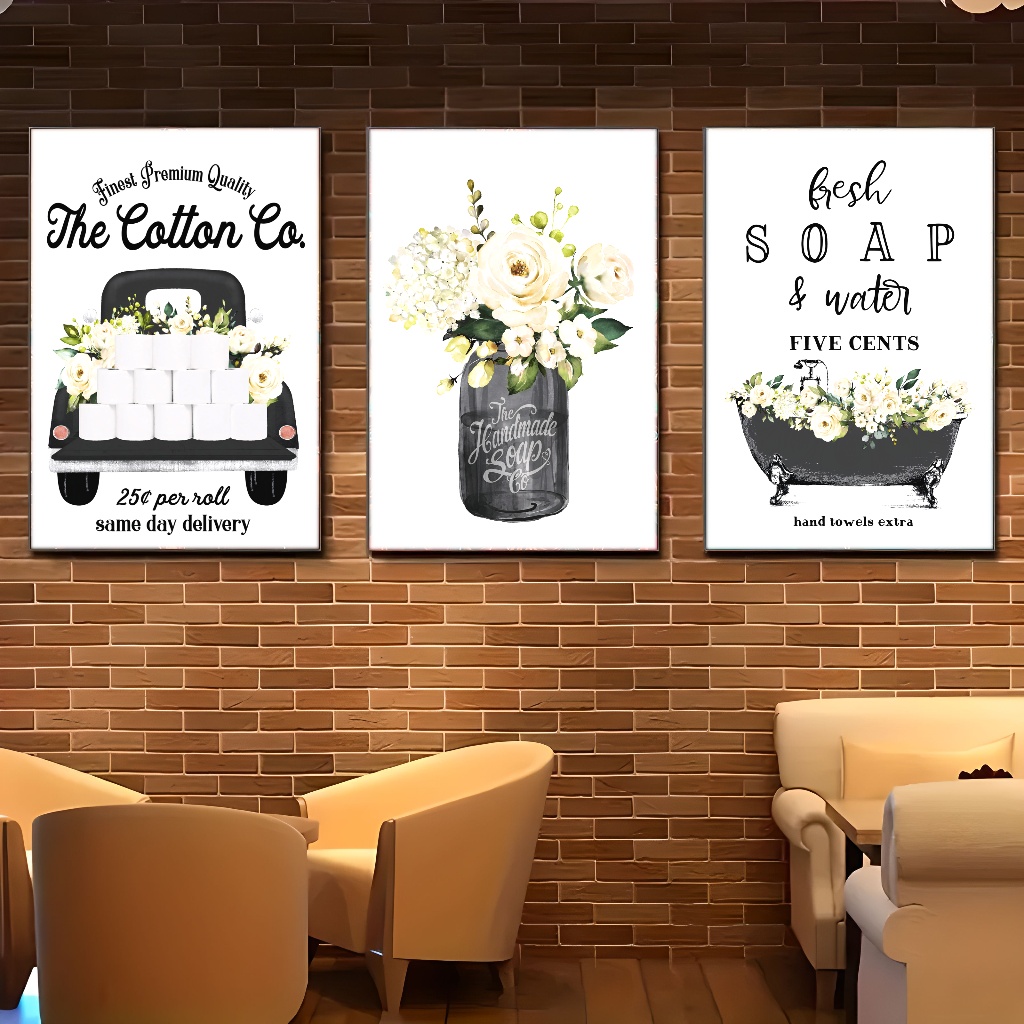 Finest Premium Quality
The Cotton Co.
25¢ per roll
same day delivery
The
Handmade
Soap
Co
fresh
SOAP
& water
FIVE CENTS
hand towels extra